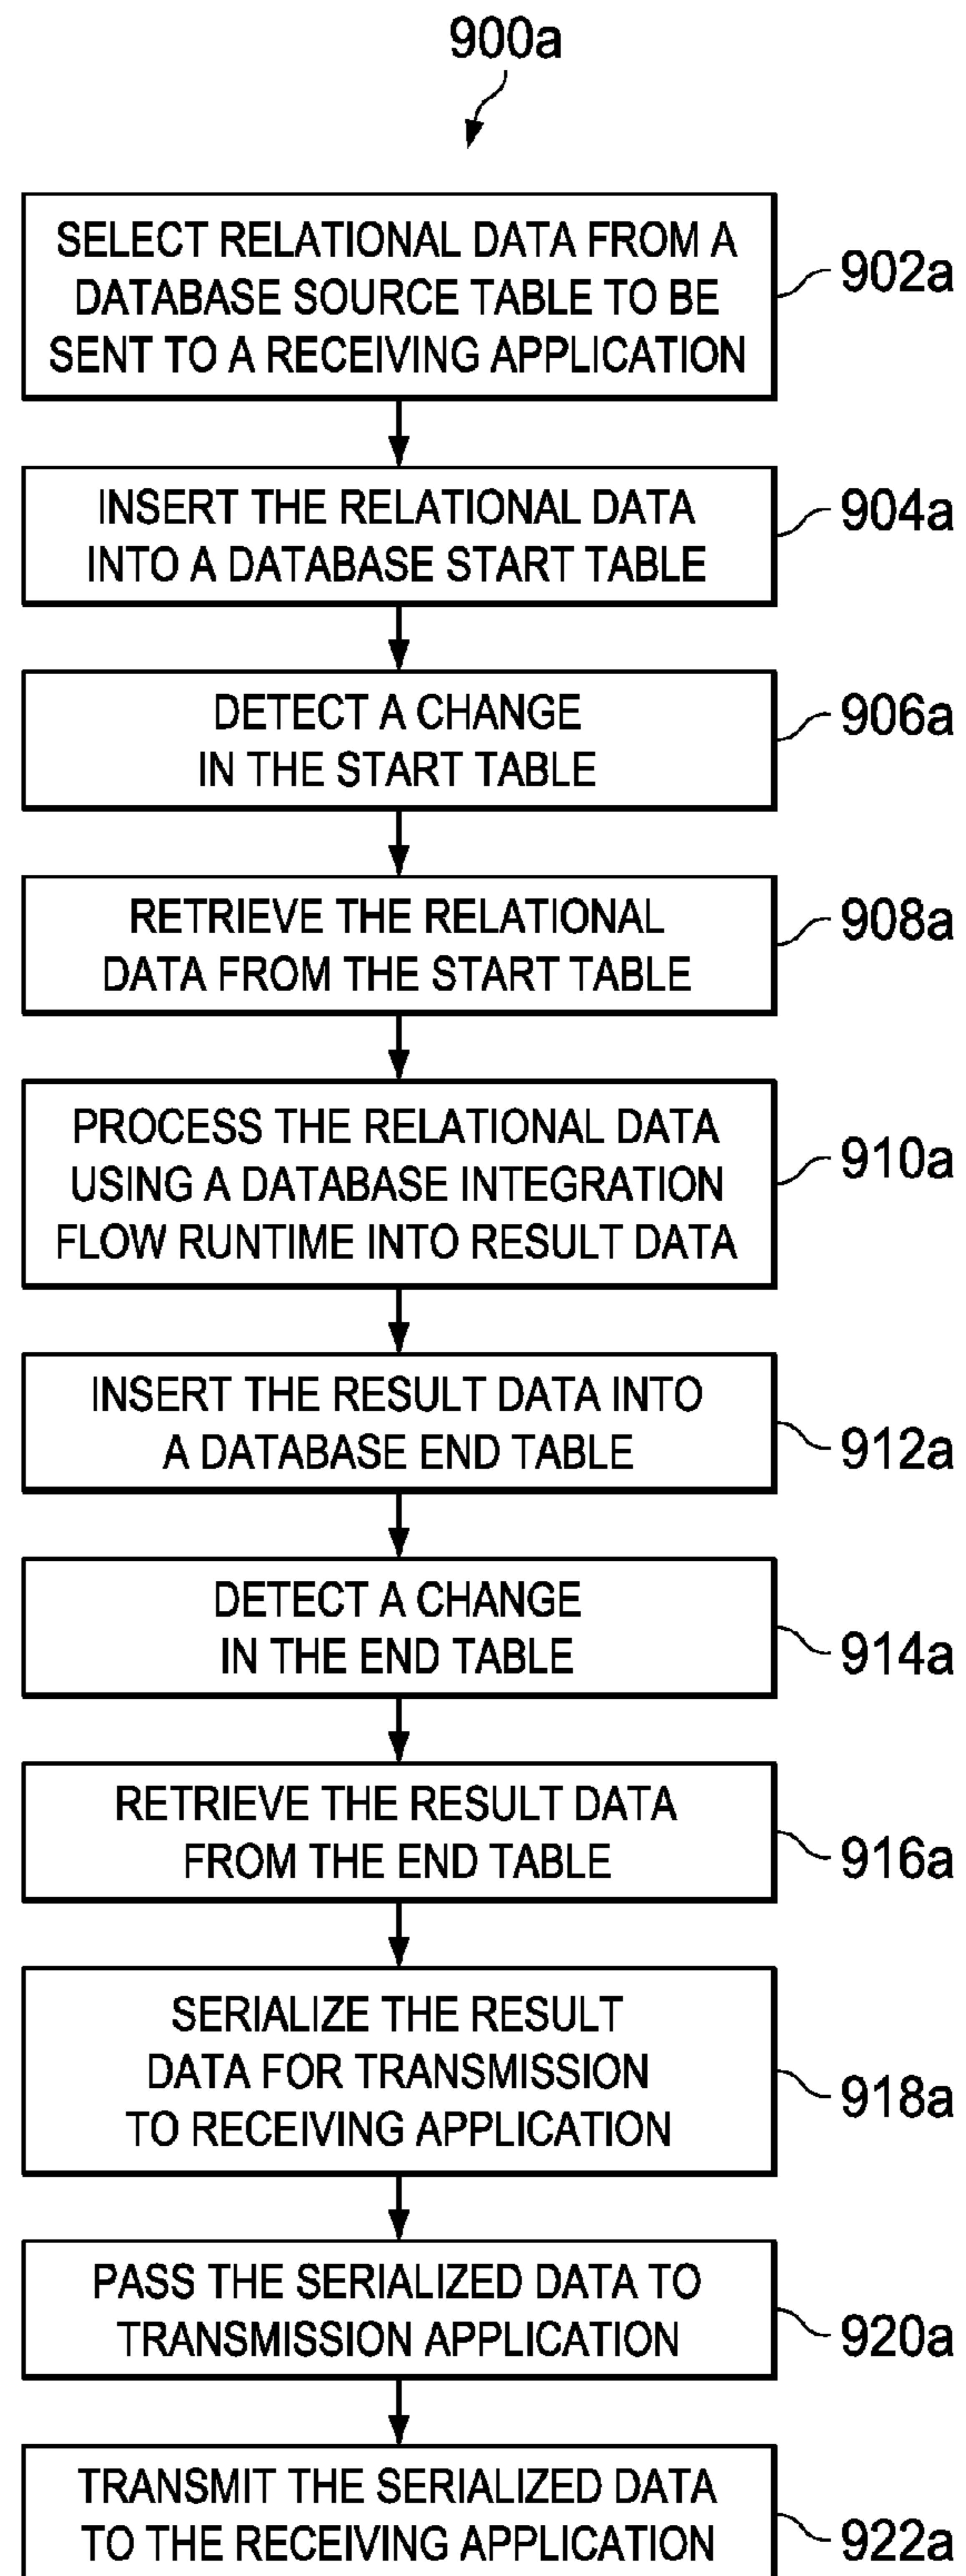 900a
SELECT RELATIONAL DATA FROM A
DATABASE SOURCE TABLE TO BE
SENT TO A RECEIVING APPLICATION
902a
INSERT THE RELATIONAL DATA
INTO A DATABASE START TABLE
904a
DETECT A CHANGE
IN THE START TABLE
906a
RETRIEVE THE RELATIONAL
DATA FROM THE START TABLE
908a
PROCESS THE RELATIONAL DATA
USING A DATABASE INTEGRATION
FLOW RUNTIME INTO RESULT DATA
910a
INSERT THE RESULT DATA INTO
A DATABASE END TABLE
912a
DETECT A CHANGE
IN THE END TABLE
914a
RETRIEVE THE RESULT DATA
FROM THE END TABLE
916a
SERIALIZE THE RESULT
DATA FOR TRANSMISSION
TO RECEIVING APPLICATION
918a
PASS THE SERIALIZED DATA TO
TRANSMISSION APPLICATION
920a
TRANSMIT THE SERIALIZED DATA
TO THE RECEIVING APPLICATION
922a